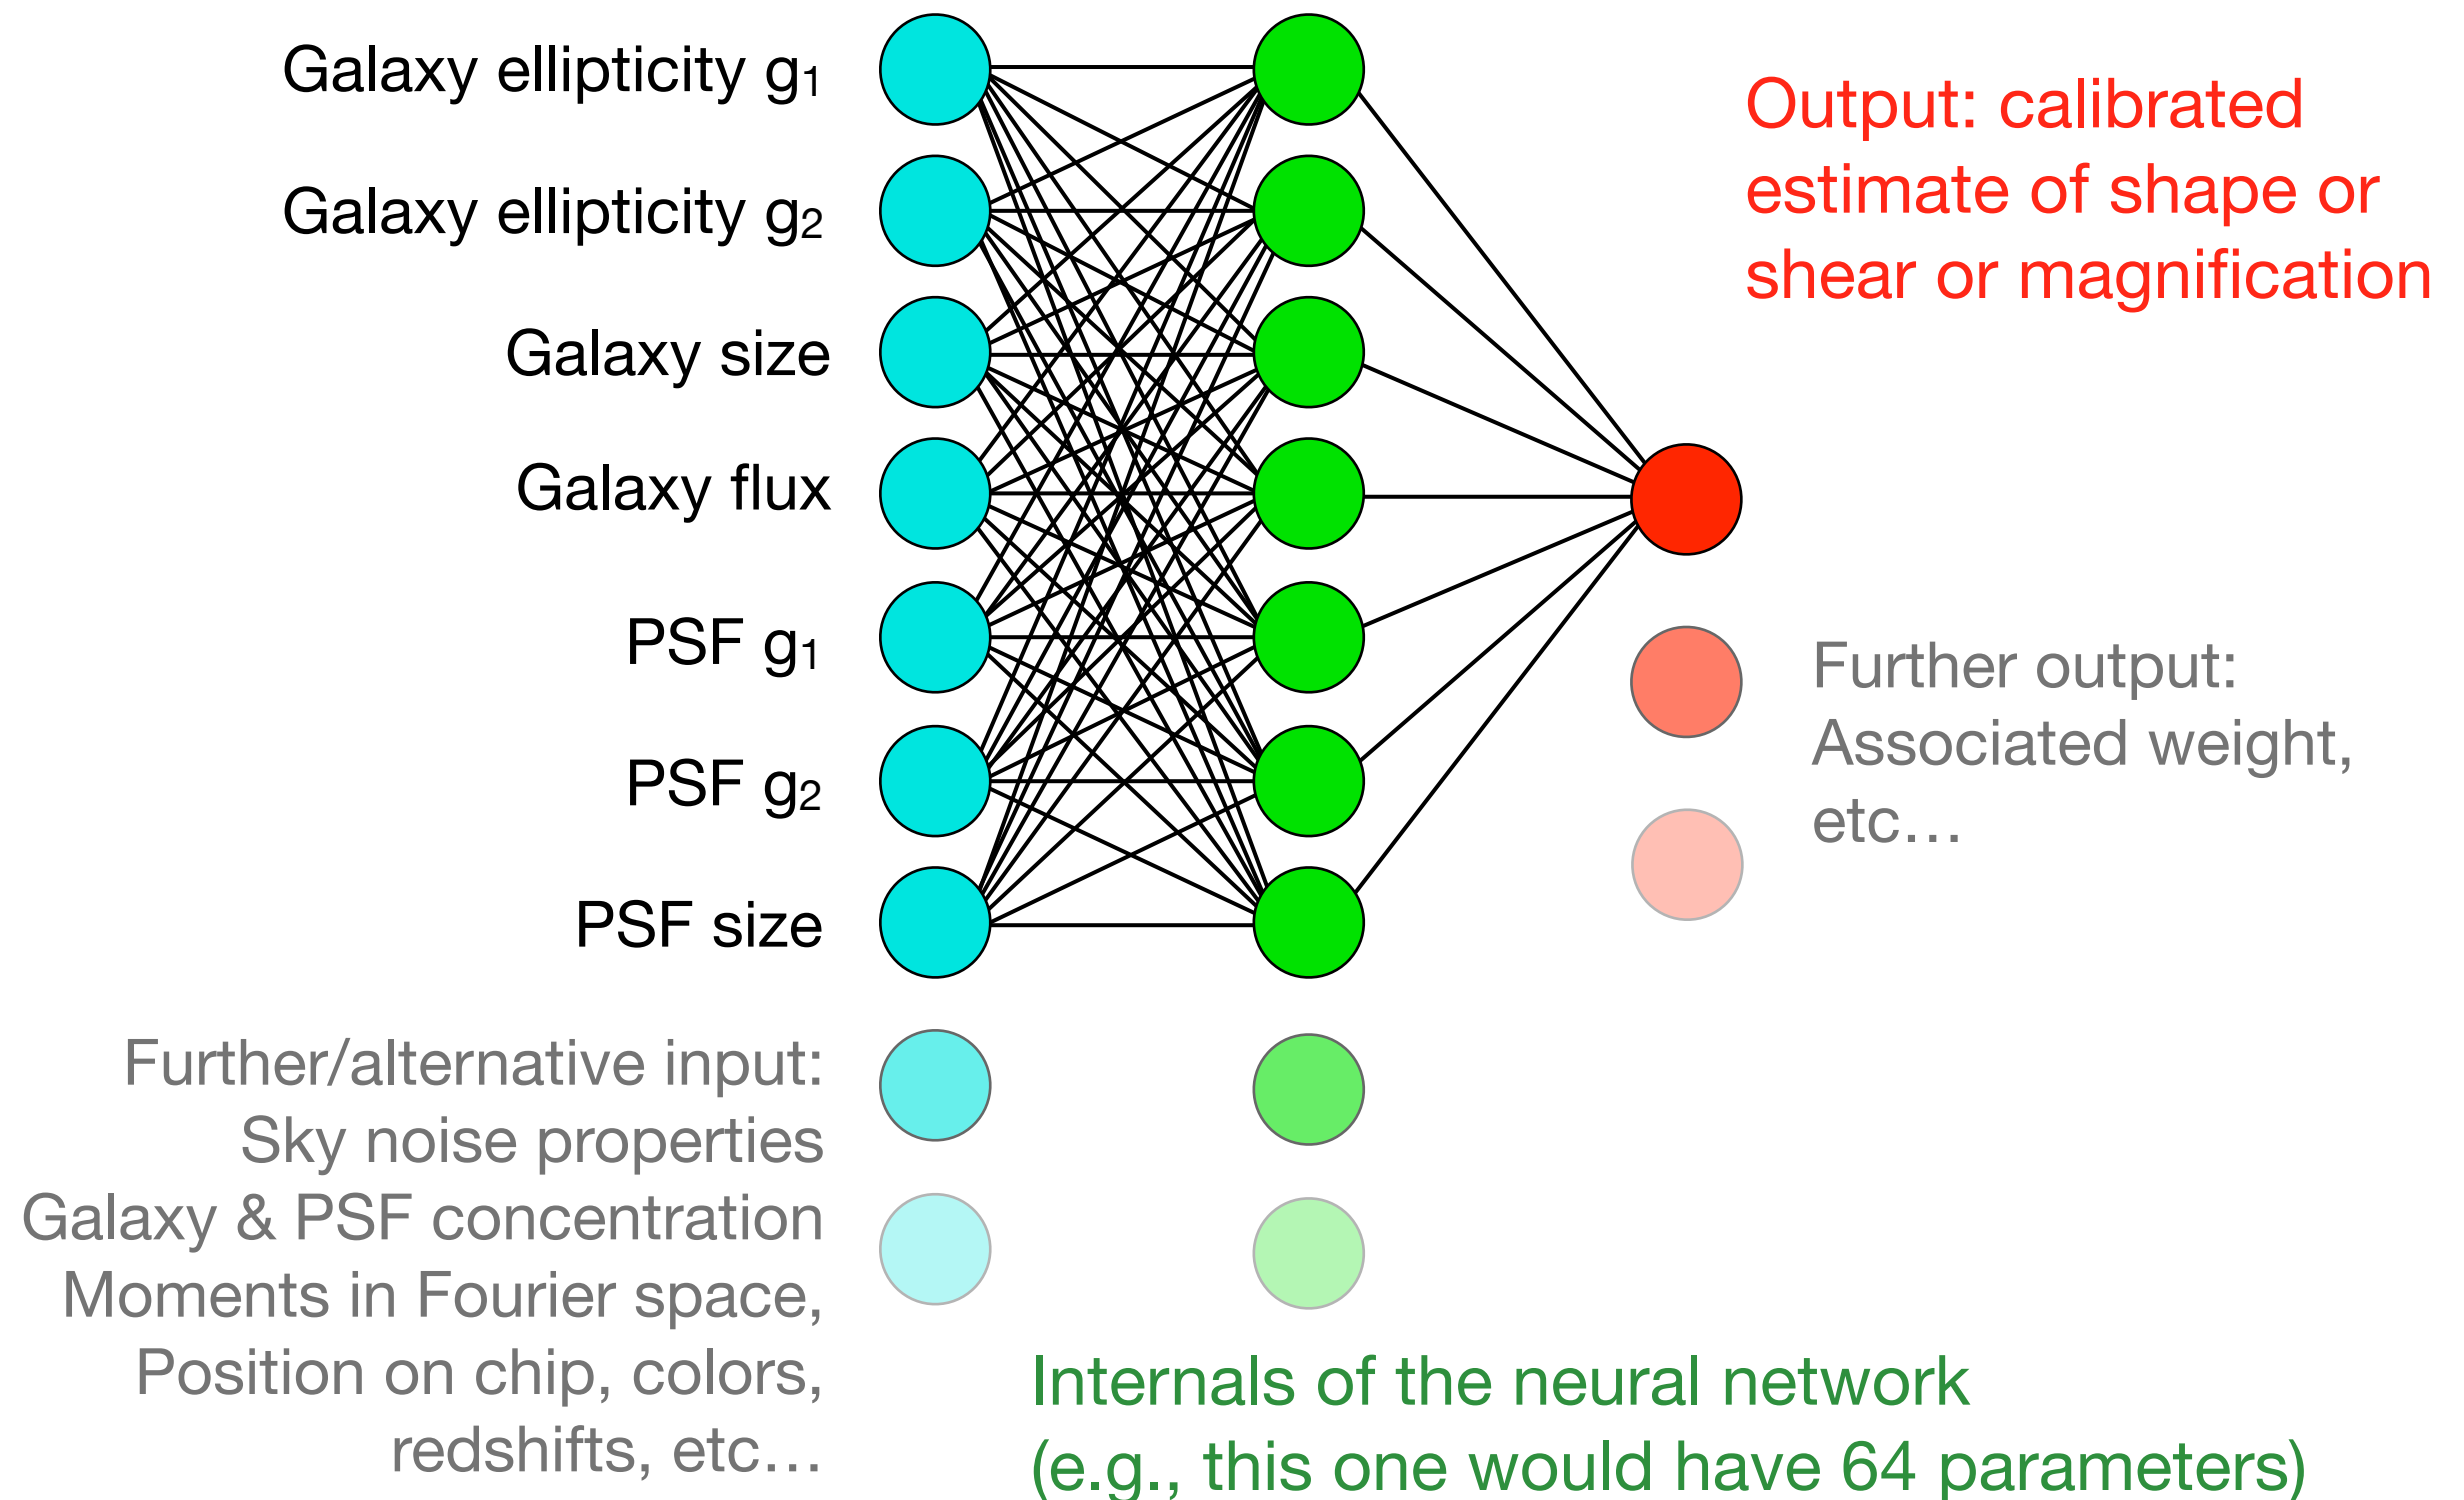 Galaxy ellipticity g₁
Galaxy ellipticity g₂
Galaxy size
Galaxy flux
PSF g₁
PSF g₂
PSF size
Further/alternative input:
Sky noise properties
Galaxy & PSF concentration
Moments in Fourier space,
Position on chip, colors,
redshifts, etc…
Output: calibrated
estimate of shape or
shear or magnification
Further output:
Associated weight,
etc…
Internals of the neural network
(e.g., this one would have 64 parameters)